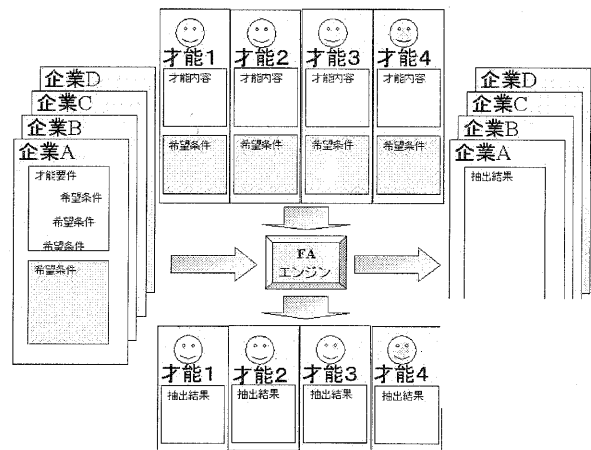 才能1
才能2
才能3
才能4
才能内容
才能内容
才能内容
才能内容
希望条件
希望条件
希望条件
希望条件
企業D
企業C
企業B
企業A
才能要件
希望条件
希望条件
希望条件
希望条件
FA
エンジン
企業D
企業C
企業B
企業A
抽出結果
才能1
才能2
才能3
才能4
抽出結果
抽出結果
抽出結果
抽出結果